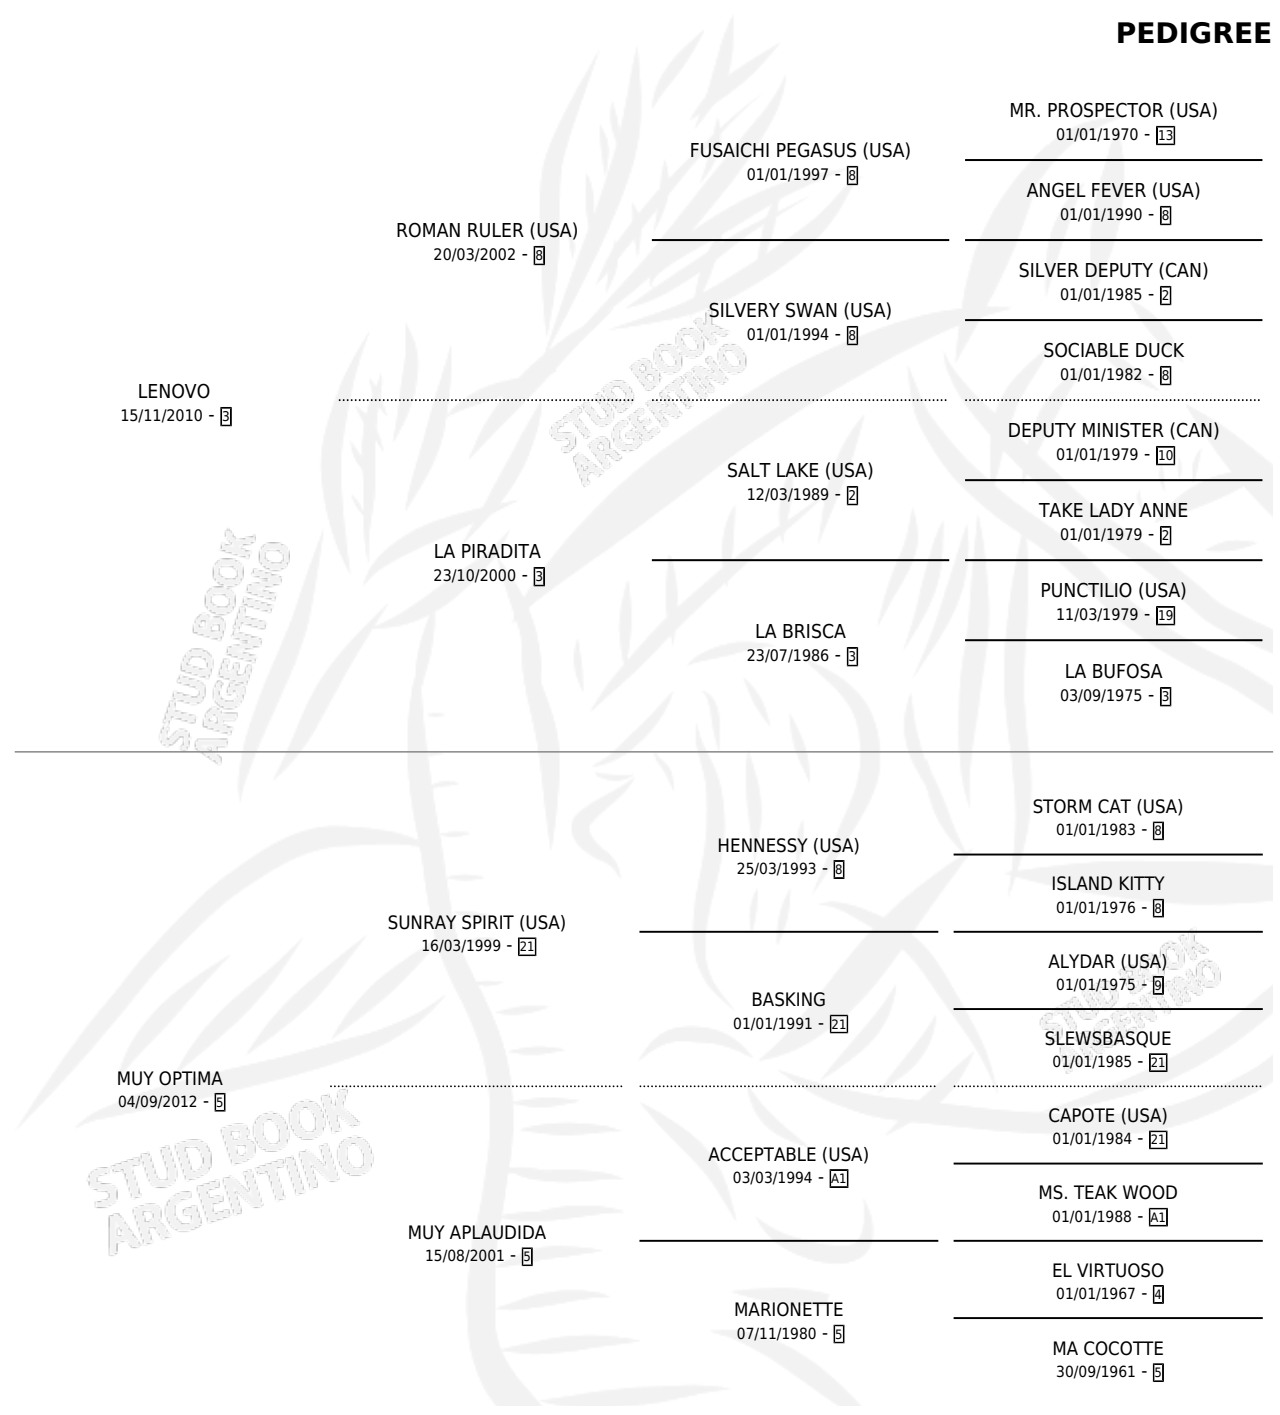 PEDIGREE
MR. PROSPECTOR (USA)
01/01/1970 - 13
FUSAICHI PEGASUS (USA)
01/01/1997 - 8
ANGEL FEVER (USA)
01/01/1990 - 8
ROMAN RULER (USA)
20/03/2002 - 8
SILVER DEPUTY (CAN)
01/01/1985 - 2
SILVERY SWAN (USA)
01/01/1994 - 8
SOCIABLE DUCK
01/01/1982 - 8
STUD BOOK
ARGENTINO
LENOVO
15/11/2010 - 3
DEPUTY MINISTER (CAN)
01/01/1979 - 10
SALT LAKE (USA)
12/03/1989 - 2
TAKE LADY ANNE
01/01/1979 - 2
LA PIRADITA
23/10/2000 - 3
PUNCTILIO (USA)
11/03/1979 - 19
LA BRISCA
23/07/1986 - 3
LA BUFOSA
03/09/1975 - 3
STUD BOOK
ARGENTINO
STORM CAT (USA)
01/01/1983 - 8
HENNESSY (USA)
25/03/1993 - 8
ISLAND KITTY
01/01/1976 - 8
SUNRAY SPIRIT (USA)
16/03/1999 - 21
ALYDAR (USA)
01/01/1975 - 9
BASKING
01/01/1991 - 21
STUD BOOK
ARGENTINO
SLEWSBASQUE
01/01/1985 - 21
MUY OPTIMA
04/09/2012 - 5
CAPOTE (USA)
01/01/1984 - 21
ACCEPTABLE (USA)
03/03/1994 - A1
MS. TEAK WOOD
01/01/1988 - A1
STUD BOOK
ARGENTINO
MUY APLAUDIDA
15/08/2001 - 5
EL VIRTUOSO
01/01/1967 - 4
MARIONETTE
07/11/1980 - 5
MA COCOTTE
30/09/1961 - 5